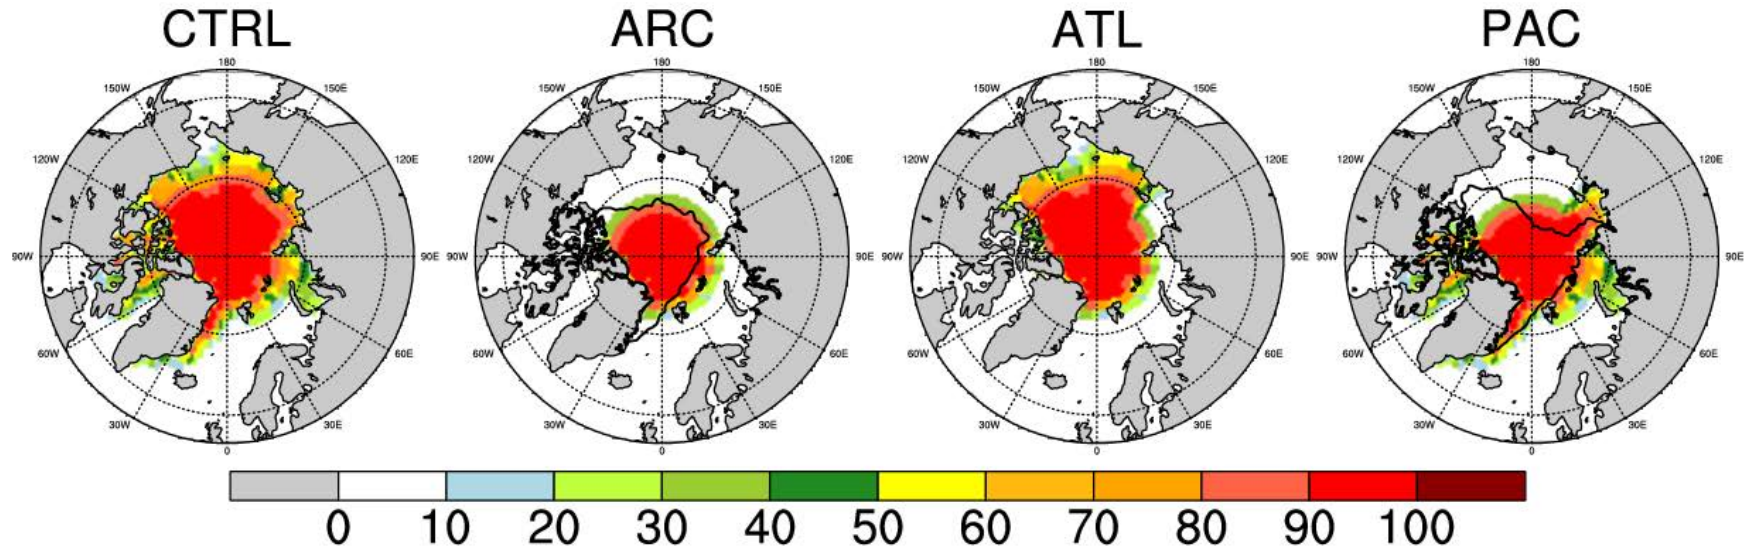 CTRL ARC ATL PAC
180 180 180 180
150W 150E 150W 150E 150W 150E 150W 150E
120W 120E 120W 120E 120W 120E 120W 120E
90W 90E 90W 90E 90W 90E 90W 90E
60W 60E 60W 60E 60W 60E 60W 60E
30W 30E 30W 30E 30W 30E 30W 30E
0 0 0 0
0 10 20 30 40 50 60 70 80 90 100